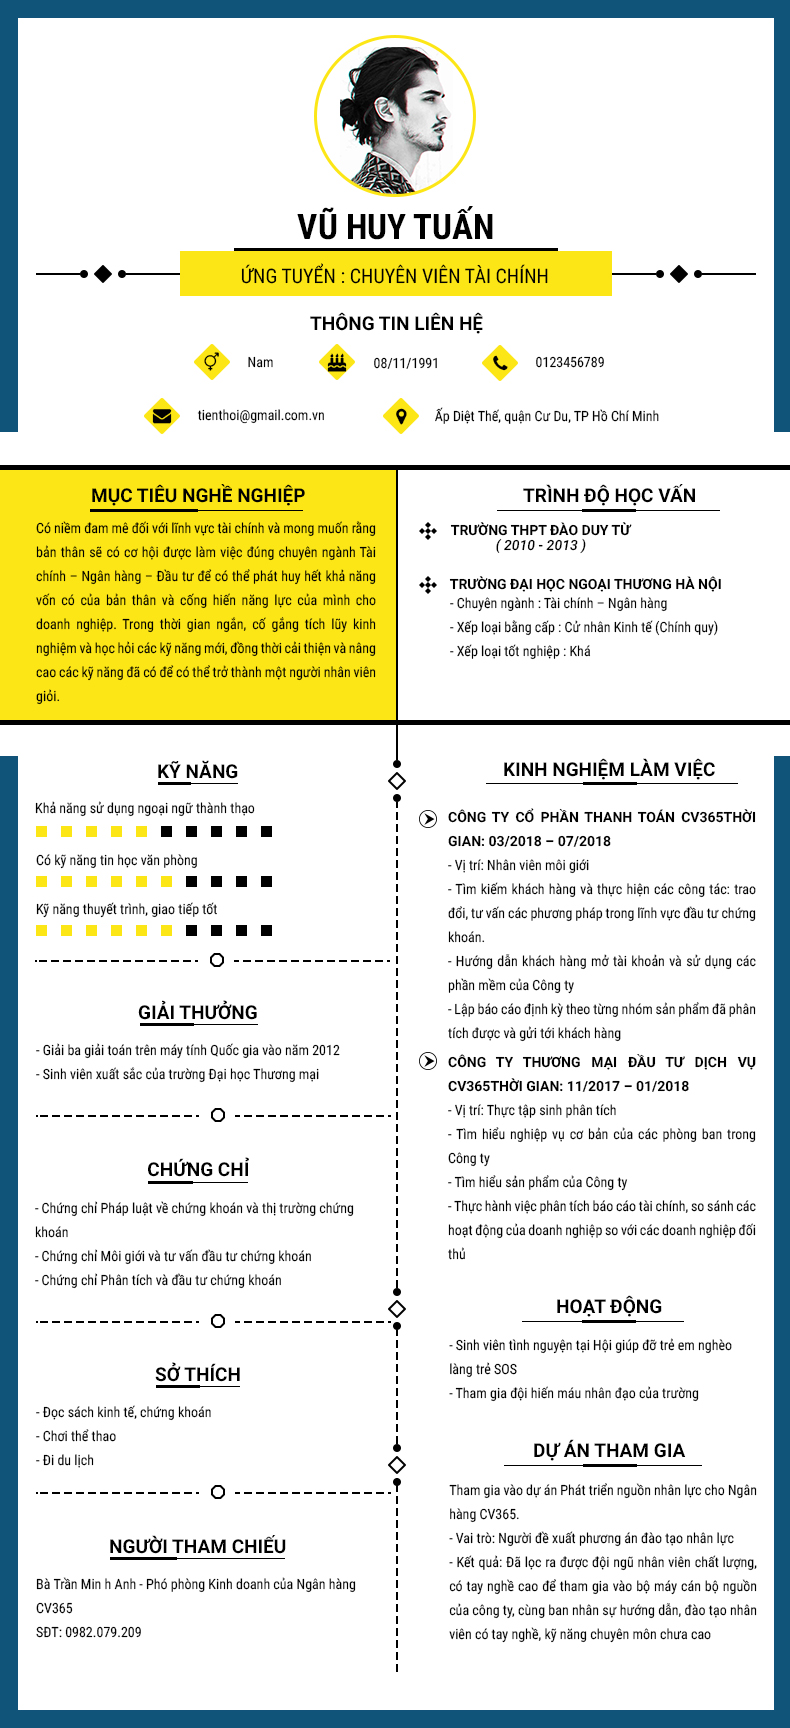 VŨ HUY TUẤN
ỨNG TUYỂN : CHUYÊN VIÊN TÀI CHÍNH
THÔNG TIN LIÊN HỆ
Nam
08/11/1991
0123456789
tienthoi@gmail.com.vn
Ấp Diệt Thế, quận Cư Du, TP Hồ Chí Minh
MỤC TIÊU NGHỀ NGHIỆP
Có niềm đam mê đối với lĩnh vực tài chính và mong muốn rằng
bản thân sẽ có cơ hội được làm việc đúng chuyên ngành Tài
chính – Ngân hàng – Đầu tư để có thể phát huy hết khả năng
vốn có của bản thân và cống hiến năng lực của mình cho
doanh nghiệp. Trong thời gian ngắn, cố gắng tích lũy kinh
nghiệm và học hỏi các kỹ năng mới, đồng thời cải thiện và nâng
cao các kỹ năng đã có để có thể trở thành một người nhân viên
giỏi.
TRÌNH ĐỘ HỌC VẤN
TRƯỜNG THPT ĐÀO DUY TỪ
( 2010 - 2013 )
TRƯỜNG ĐẠI HỌC NGOẠI THƯƠNG HÀ NỘI
- Chuyên ngành : Tài chính – Ngân hàng
- Xếp loại bằng cấp : Cử nhân Kinh tế (Chính quy)
- Xếp loại tốt nghiệp : Khá
KỸ NĂNG
Khả năng sử dụng ngoại ngữ thành thạo
Có kỹ năng tin học văn phòng
Kỹ năng thuyết trình, giao tiếp tốt
GIẢI THƯỞNG
- Giải ba giải toán trên máy tính Quốc gia vào năm 2012
- Sinh viên xuất sắc của trường Đại học Thương mại
CHỨNG CHỈ
- Chứng chỉ Pháp luật về chứng khoán và thị trường chứng
khoán
- Chứng chỉ Môi giới và tư vấn đầu tư chứng khoán
- Chứng chỉ Phân tích và đầu tư chứng khoán
SỞ THÍCH
- Đọc sách kinh tế, chứng khoán
- Chơi thể thao
- Đi du lịch
NGƯỜI THAM CHIẾU
Bà Trần Min h Anh - Phó phòng Kinh doanh của Ngân hàng
CV365
SĐT: 0982.079.209
KINH NGHIỆM LÀM VIỆC
CÔNG TY CỔ PHẦN THANH TOÁN CV365THỜI
GIAN: 03/2018 – 07/2018
- Vị trí: Nhân viên môi giới
- Tìm kiếm khách hàng và thực hiện các công tác: trao
đổi, tư vấn các phương pháp trong lĩnh vực đầu tư chứng
khoán.
- Hướng dẫn khách hàng mở tài khoản và sử dụng các
phần mềm của Công ty
- Lập báo cáo định kỳ theo từng nhóm sản phẩm đã phân
tích được và gửi tới khách hàng
CÔNG TY THƯƠNG MẠI ĐẦU TƯ DỊCH VỤ
CV365THỜI GIAN: 11/2017 – 01/2018
- Vị trí: Thực tập sinh phân tích
- Tìm hiểu nghiệp vụ cơ bản của các phòng ban trong
Công ty
- Tìm hiểu sản phẩm của Công ty
- Thực hành việc phân tích báo cáo tài chính, so sánh các
hoạt động của doanh nghiệp so với các doanh nghiệp đối
thủ
HOẠT ĐỘNG
- Sinh viên tình nguyện tại Hội giúp đỡ trẻ em nghèo
làng trẻ SOS
- Tham gia đội hiến máu nhân đạo của trường
DỰ ÁN THAM GIA
Tham gia vào dự án Phát triển nguồn nhân lực cho Ngân
hàng CV365.
- Vai trò: Người đề xuất phương án đào tạo nhân lực
- Kết quả: Đã lọc ra được đội ngũ nhân viên chất lượng,
có tay nghề cao để tham gia vào bộ máy cán bộ nguồn
của công ty, cùng ban nhân sự hướng dẫn, đào tạo nhân
viên có tay nghề, kỹ năng chuyên môn chưa cao